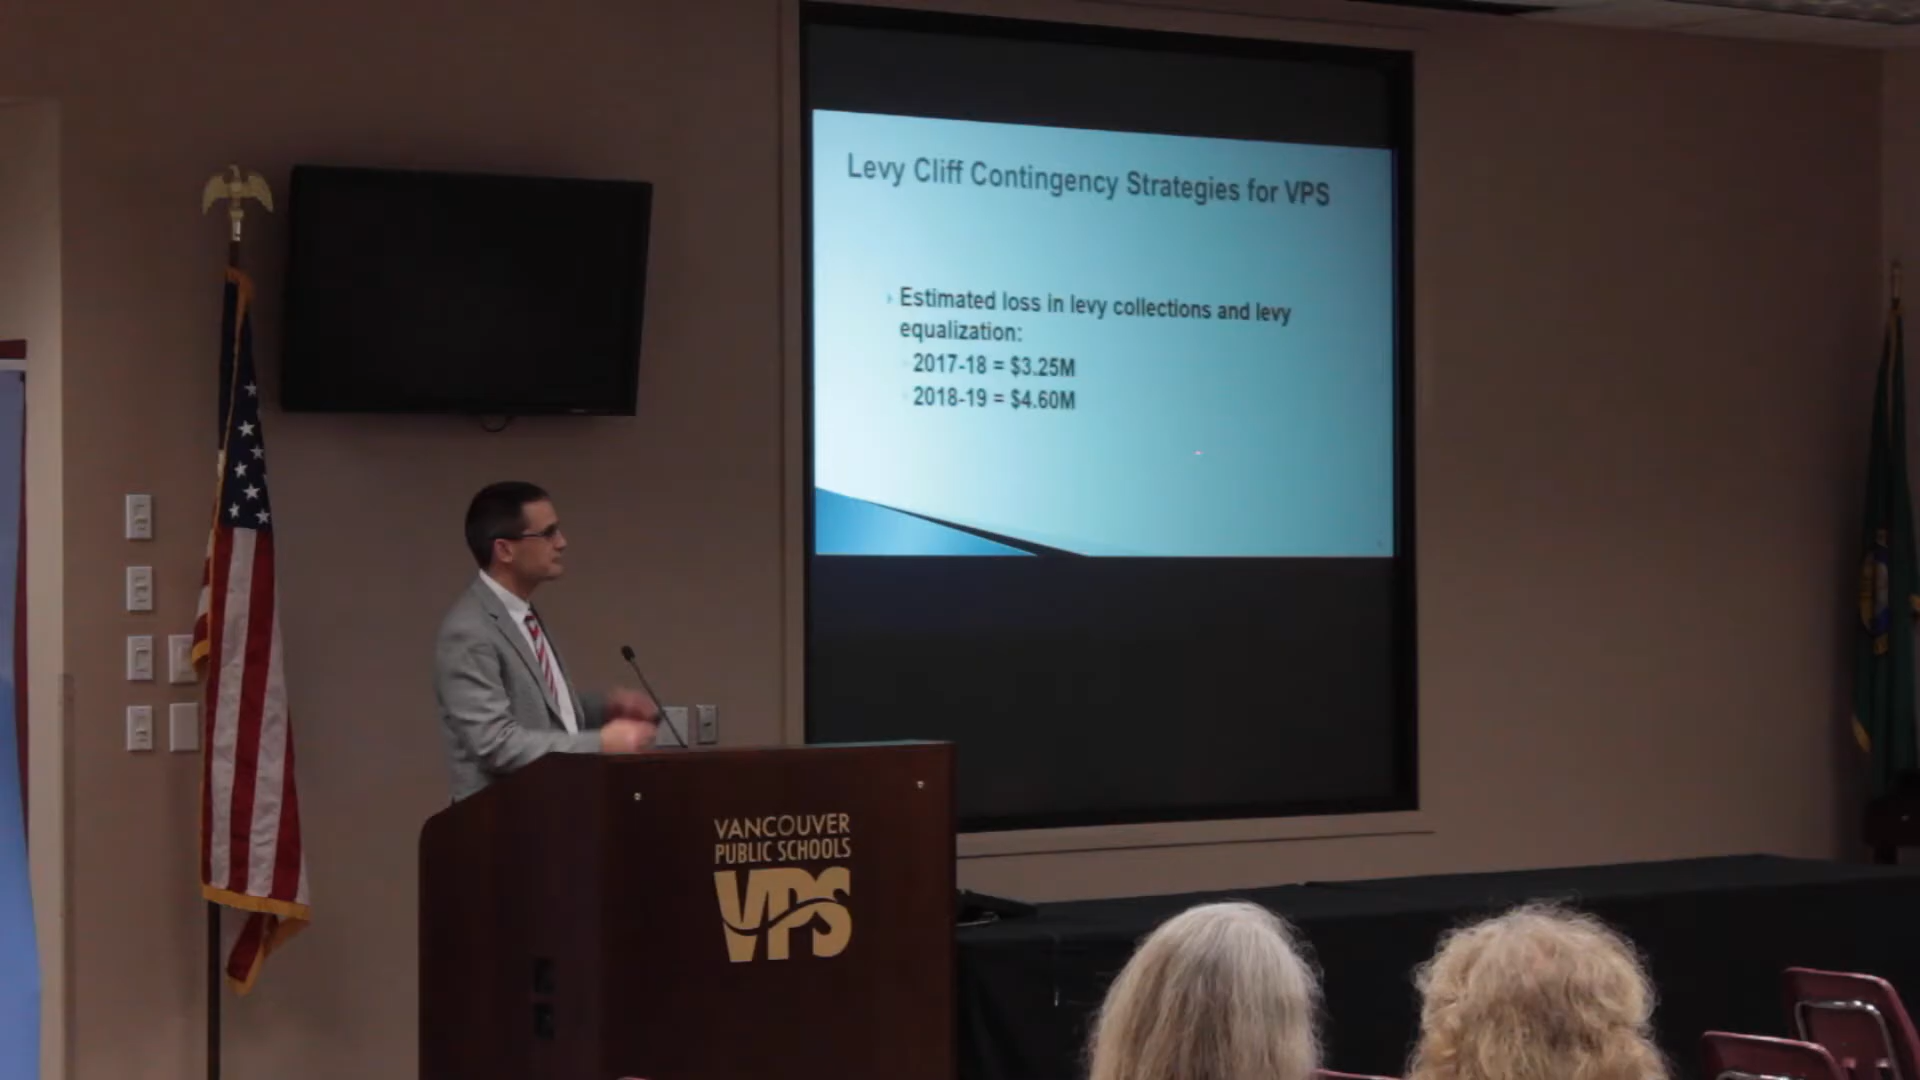 Levy Cliff Contingency Strategies for VPS
Estimated loss in levy collections and levy
equalization:
2017-18 = $3.25M
2018-19 = $4.60M
VANCOUVER
PUBLIC SCHOOLS
VPS